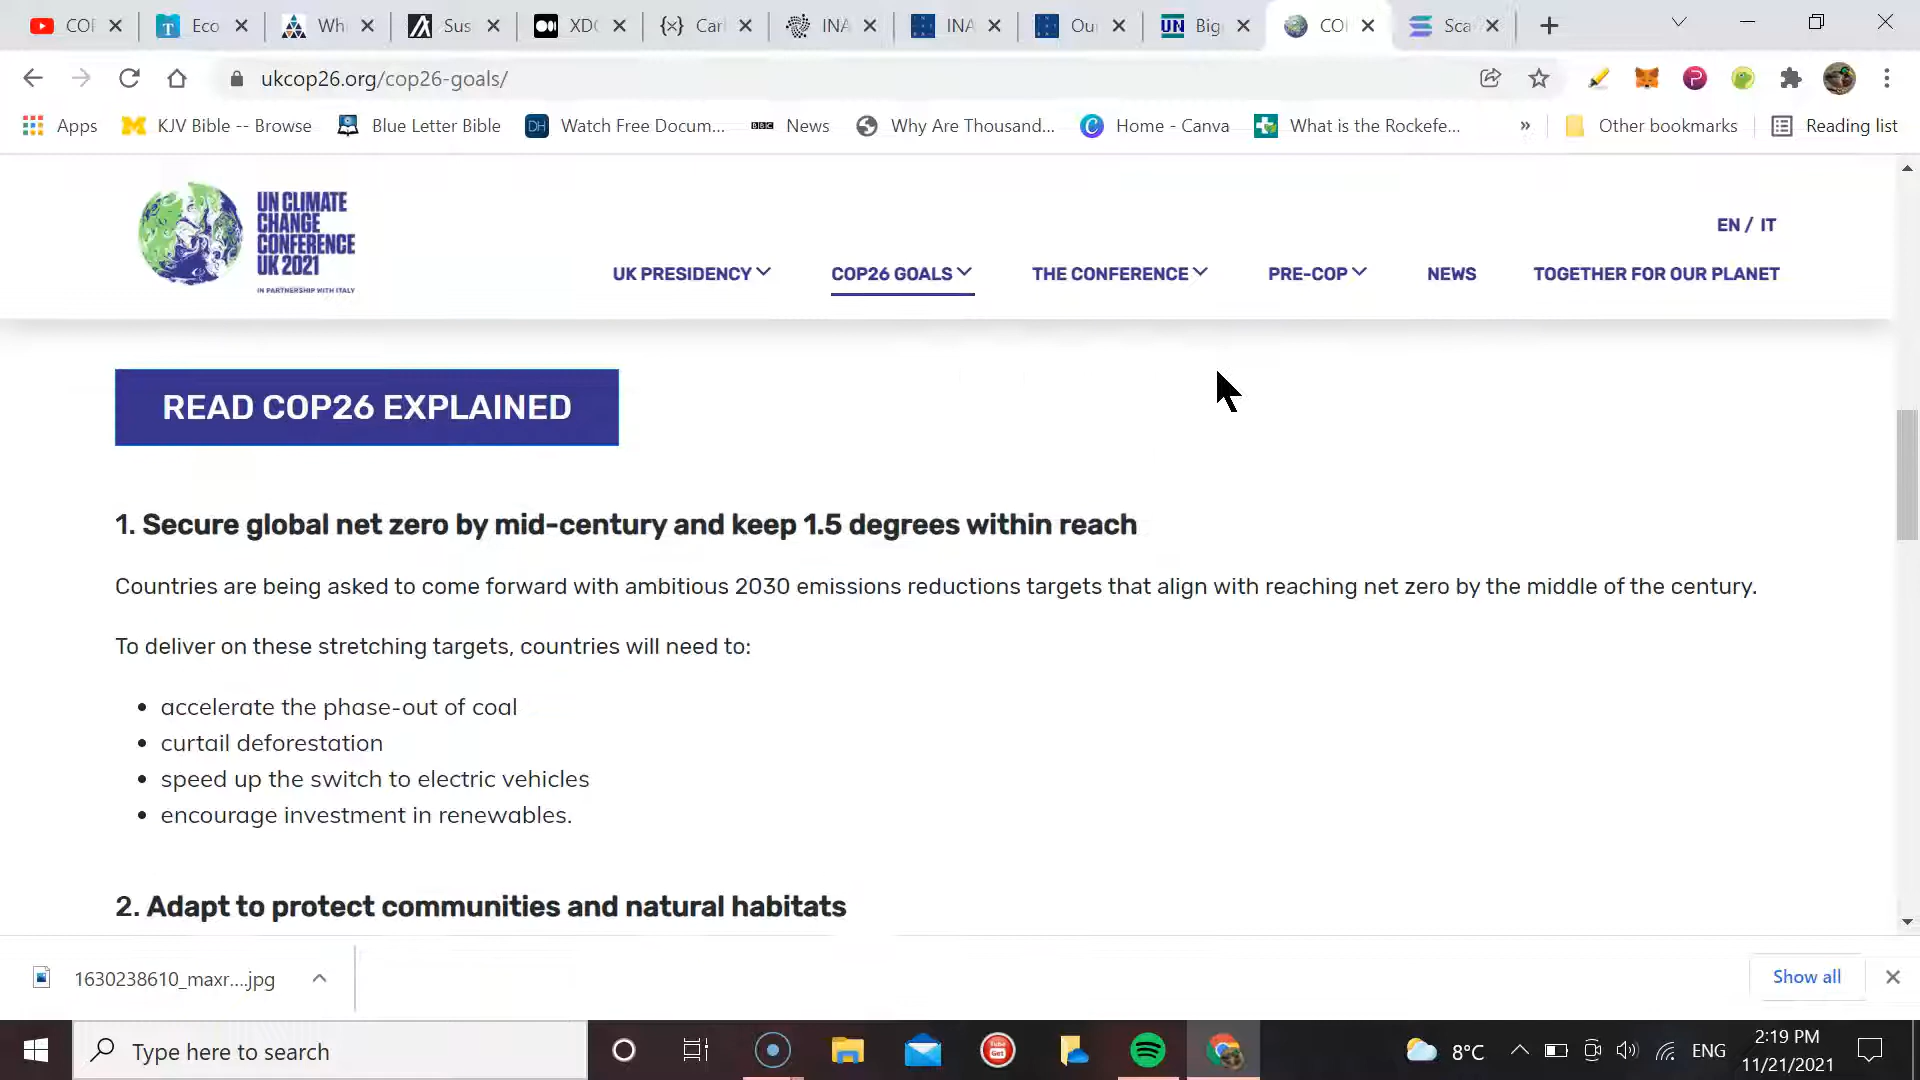 COI
Eco
Wh
Sus
XDC
Carl
INA
INA
Ou
UN
Big
CO
Sca
ukcop26.org/cop26-goals/
Apps
KJV Bible -- Browse
Blue Letter Bible
DH
Watch Free Docum...
BBC
News
Why Are Thousand...
Home - Canva
What is the Rockefe...
»
Other bookmarks
Reading list
UN CLIMATE
CHANGE
CONFERENCE
UK 2021
IN PARTNERSHIP WITH ITALY
EN / IT
UK PRESIDENCY
COP26 GOALS
THE CONFERENCE
PRE-COP
NEWS
TOGETHER FOR OUR PLANET
READ COP26 EXPLAINED
1. Secure global net zero by mid-century and keep 1.5 degrees within reach
Countries are being asked to come forward with ambitious 2030 emissions reductions targets that align with reaching net zero by the middle of the century.
To deliver on these stretching targets, countries will need to:
• accelerate the phase-out of coal
• curtail deforestation
• speed up the switch to electric vehicles
• encourage investment in renewables.
2. Adapt to protect communities and natural habitats
1630238610_maxr....jpg
Show all
Type here to search
Tube
Get
8°C
ENG
2:19 PM
11/21/2021